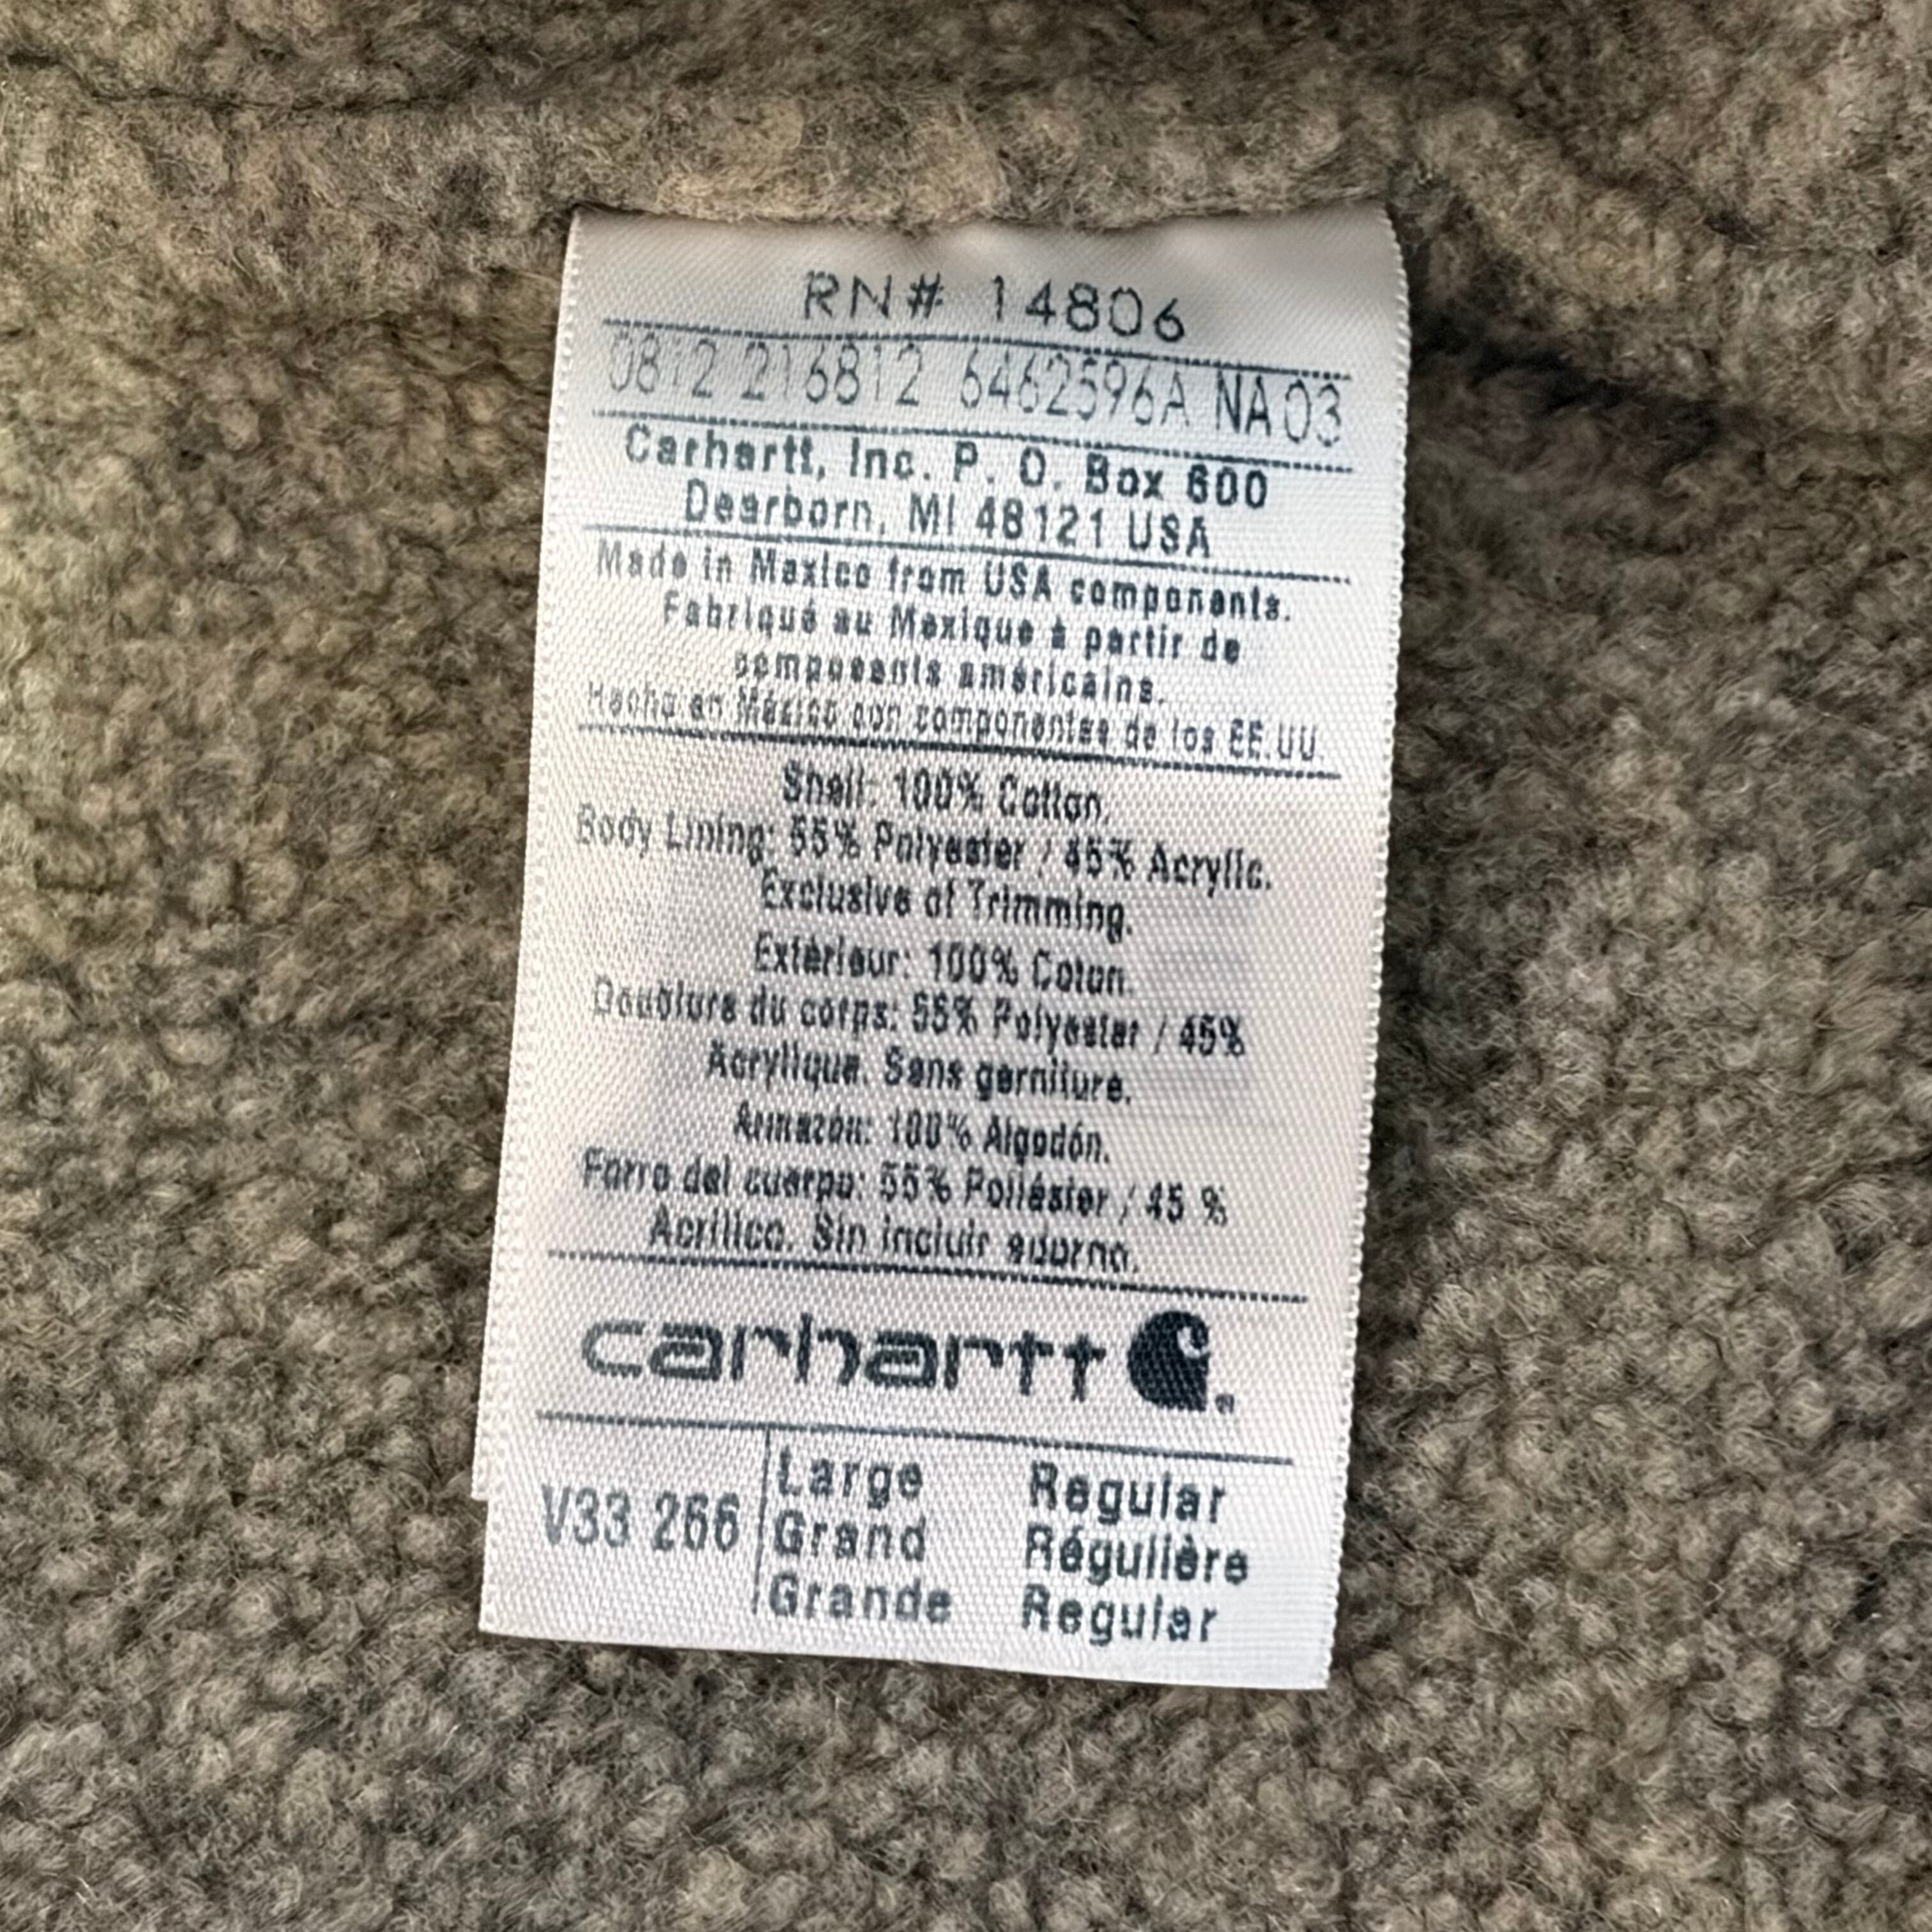 RN# 14806
0812 216812 6462596A NA03
Carhartt, Inc. P. O. Box 600
Dearborn, MI 48121 USA
Made in Mexico from USA components.
Fabriqué au Mexique à partir de
composants américains.
Hecho en México con componentes de los EE.UU.
Shell: 100% Cotton.
Body Lining: 55% Polyester / 45% Acrylic.
Exclusive of Trimming.
Extérieur: 100% Coton.
Doublure du corps: 55% Polyester / 45%
Acrylique. Sans garniture.
Armazón: 100% Algodón.
Forro del cuerpo: 55% Poliéster / 45 %
Acrílico. Sin incluir adorno.
carhartt
V33 266
Large Regular
Grand Régulière
Grande Regular